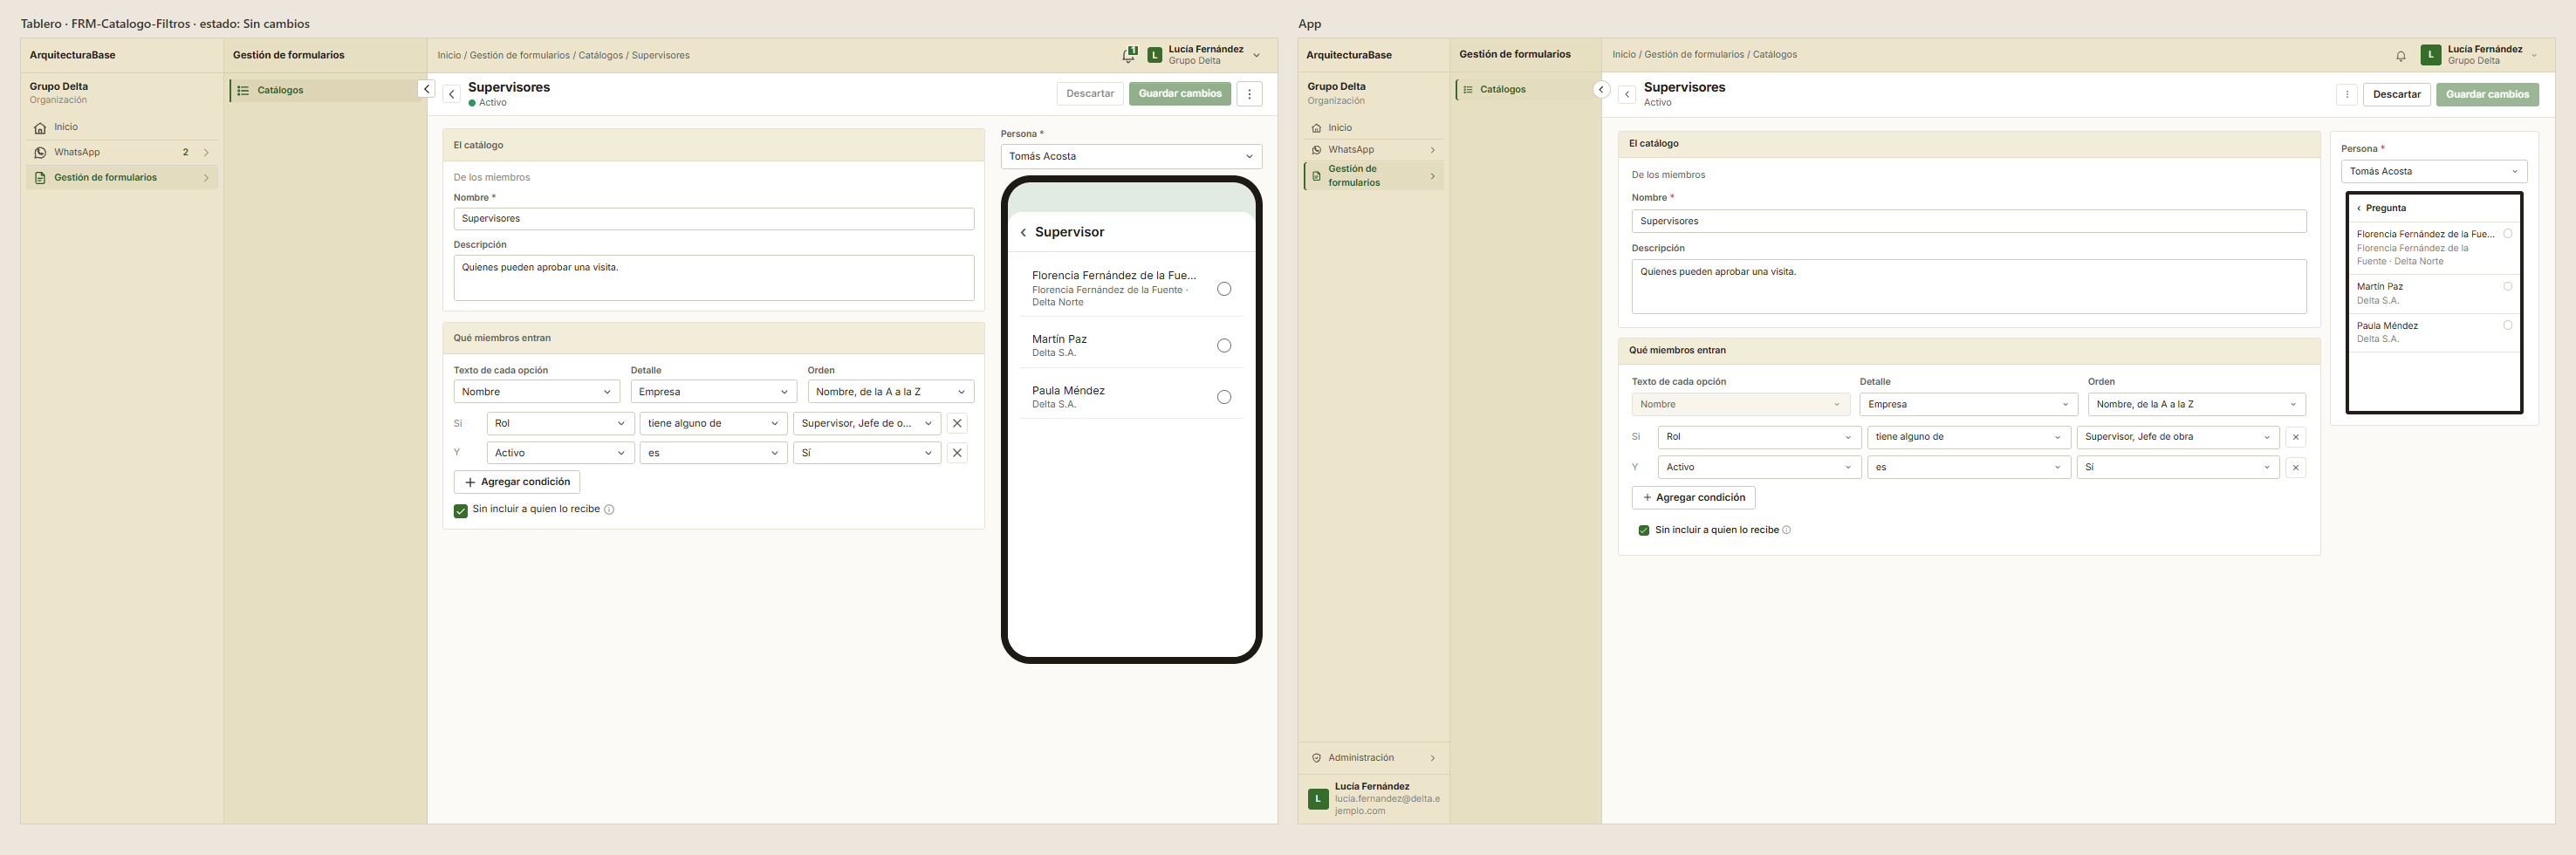 Tablero · FRM-Catalogo-Filtros · estado: Sin cambios
ArquitecturaBase
Grupo Delta
Organización
Inicio
WhatsApp 2
Gestión de formularios
Gestión de formularios
Catálogos
Inicio / Gestión de formularios / Catálogos / Supervisores
1
L
Lucía Fernández
Grupo Delta
Supervisores
Activo
Descartar
Guardar cambios
El catálogo
De los miembros
Nombre *
Supervisores
Descripción
Quienes pueden aprobar una visita.
Qué miembros entran
Texto de cada opción Detalle Orden
Nombre Empresa Nombre, de la A a la Z
Si Rol tiene alguno de Supervisor, Jefe de o...
Y Activo es Sí
Agregar condición
Sin incluir a quien lo recibe
Persona *
Tomás Acosta
Supervisor
Florencia Fernández de la Fue...
Florencia Fernández de la Fuente ·
Delta Norte
Martín Paz
Delta S.A.
Paula Méndez
Delta S.A.
App
ArquitecturaBase
Grupo Delta
Organización
Inicio
WhatsApp
Gestión de
formularios
Administración
L
Lucía Fernández
lucia.fernandez@delta.e
jemplo.com
Gestión de formularios
Catálogos
Inicio / Gestión de formularios / Catálogos
L
Lucía Fernández
Grupo Delta
Supervisores
Activo
Descartar
Guardar cambios
El catálogo
De los miembros
Nombre *
Supervisores
Descripción
Quienes pueden aprobar una visita.
Qué miembros entran
Texto de cada opción Detalle Orden
Nombre Empresa Nombre, de la A a la Z
Si Rol tiene alguno de Supervisor, Jefe de obra
Y Activo es Sí
Agregar condición
Sin incluir a quien lo recibe
Persona *
Tomás Acosta
Pregunta
Florencia Fernández de la Fue...
Florencia Fernández de la
Fuente · Delta Norte
Martín Paz
Delta S.A.
Paula Méndez
Delta S.A.